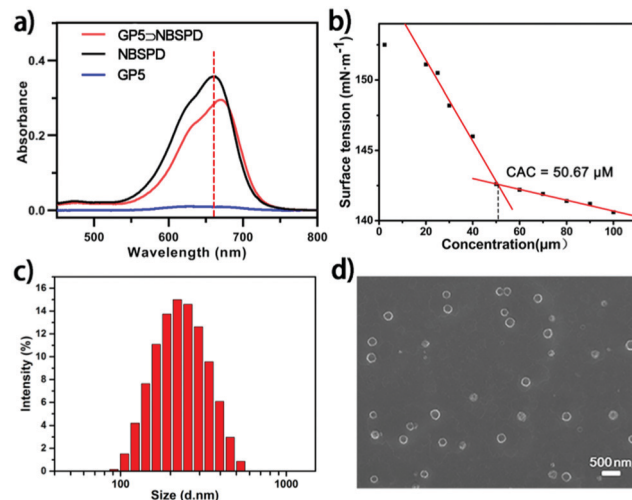 a)
GP5⊃NBSPD
NBSPD
GP5
0.4
0.2
0.0
Absorbance
500 600 700 800
Wavelength (nm)
b)
Surface tension (mN·m⁻¹)
150
145
140
CAC = 50.67 μM
0 20 40 60 80 100
Concentration(μm)
c)
Intensity (%)
16
14
12
10
8
6
4
2
0
100 1000
Size (d.nm)
d)
500 nm